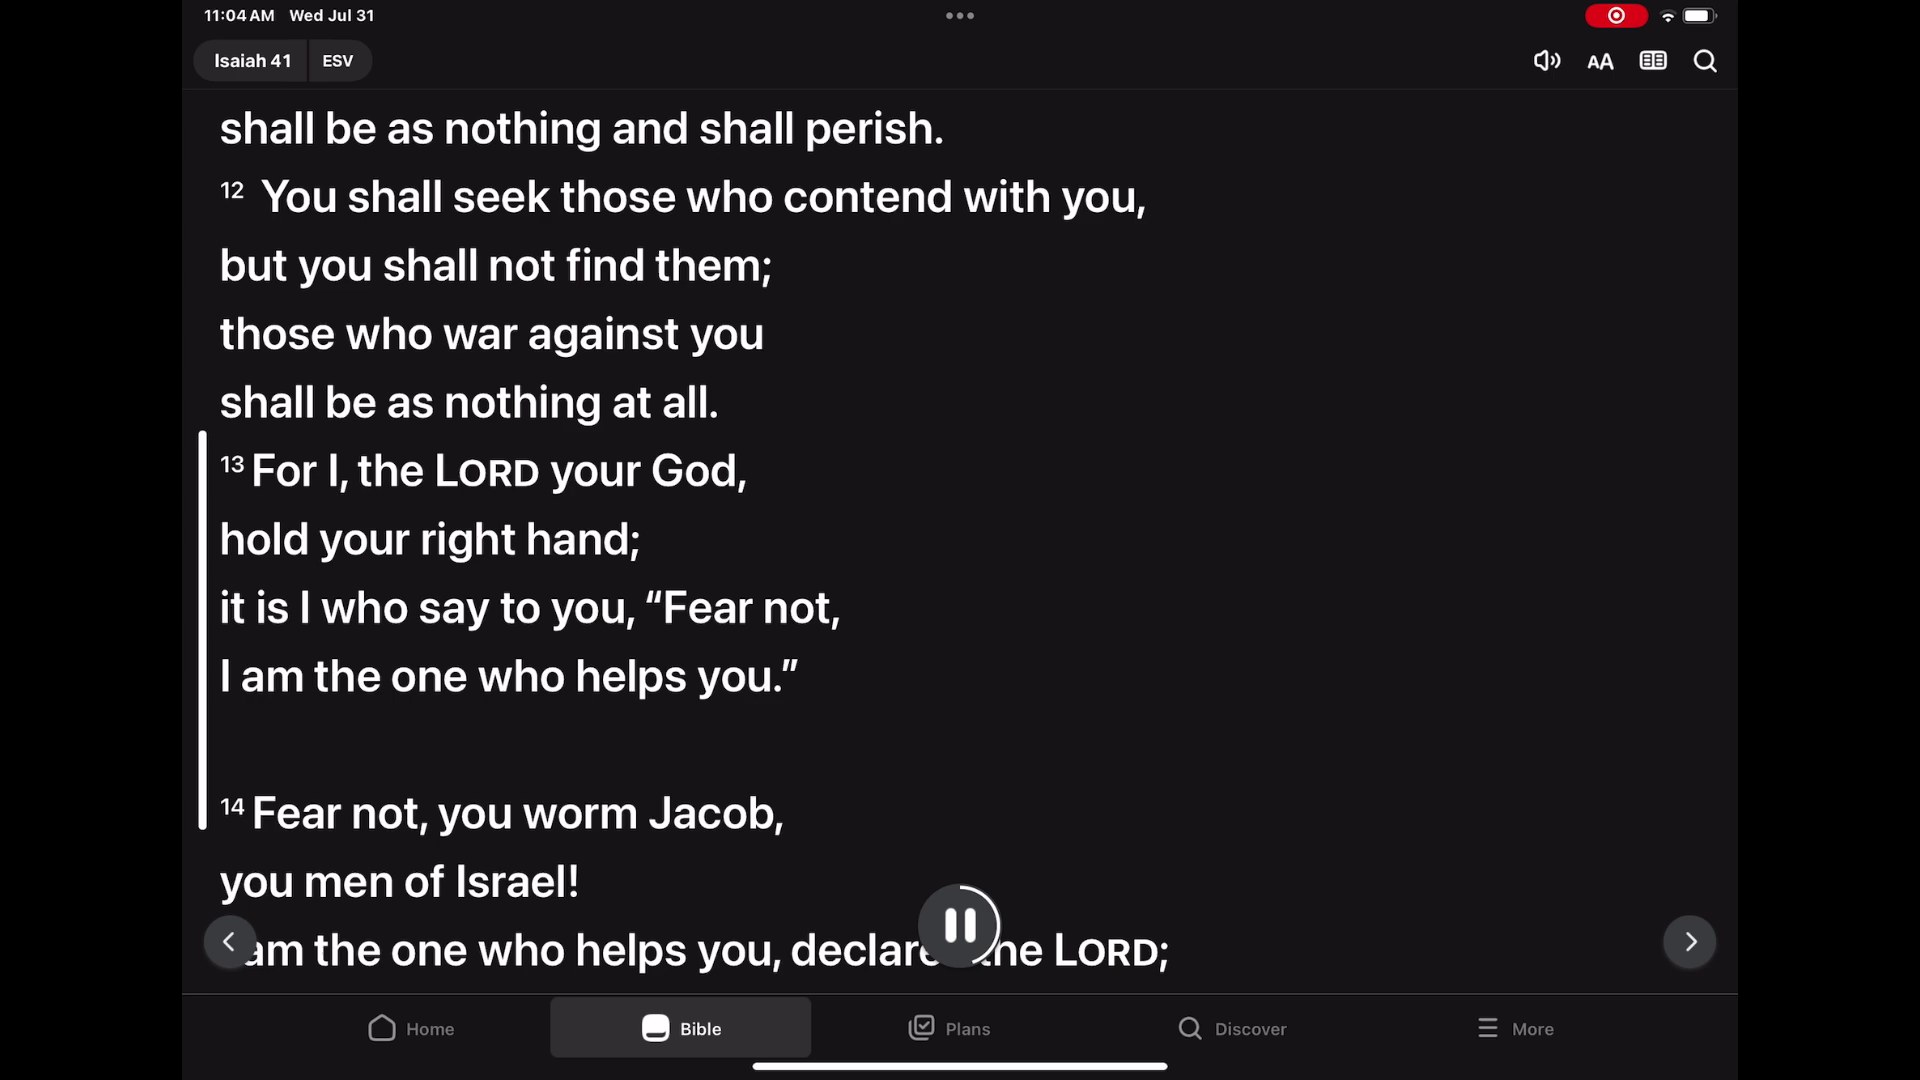 11:04 AM Wed Jul 31
Isaiah 41 ESV
AA
shall be as nothing and shall perish.
12 You shall seek those who contend with you,
but you shall not find them;
those who war against you
shall be as nothing at all.
13 For I, the LORD your God,
hold your right hand;
it is I who say to you, “Fear not,
I am the one who helps you.”
14 Fear not, you worm Jacob,
you men of Israel!
am the one who helps you, declare the LORD;
Home Bible Plans Discover More